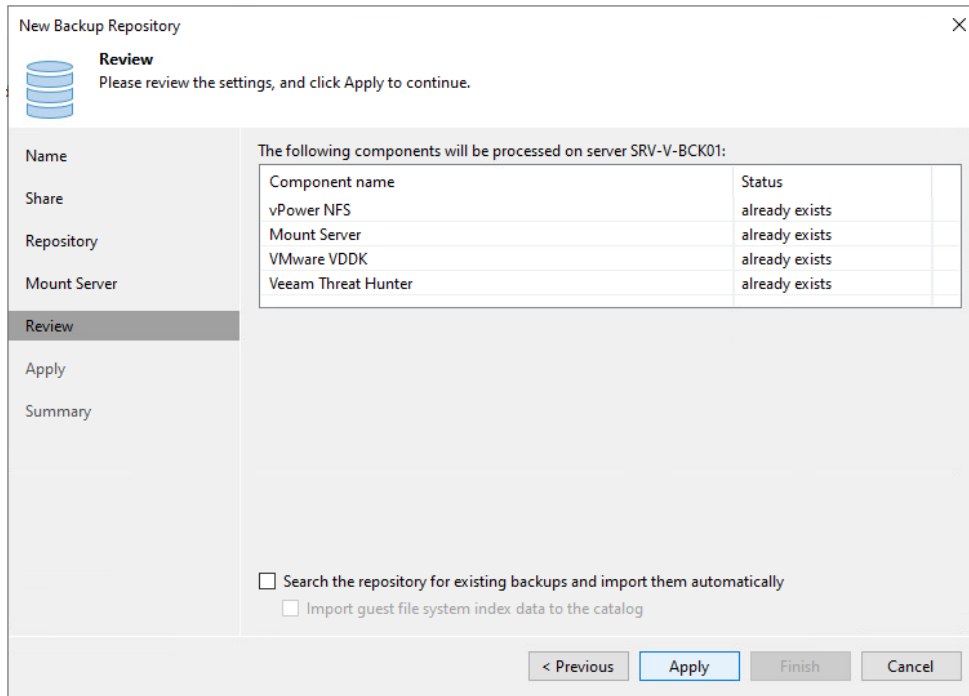 New Backup Repository
Review
Please review the settings, and click Apply to continue.
Name
Share
Repository
Mount Server
Review
Apply
Summary
The following components will be processed on server SRV-V-BCK01:
Component name Status
vPower NFS already exists
Mount Server already exists
VMware VDDK already exists
Veeam Threat Hunter already exists
Search the repository for existing backups and import them automatically
Import guest file system index data to the catalog
< Previous Apply Finish Cancel